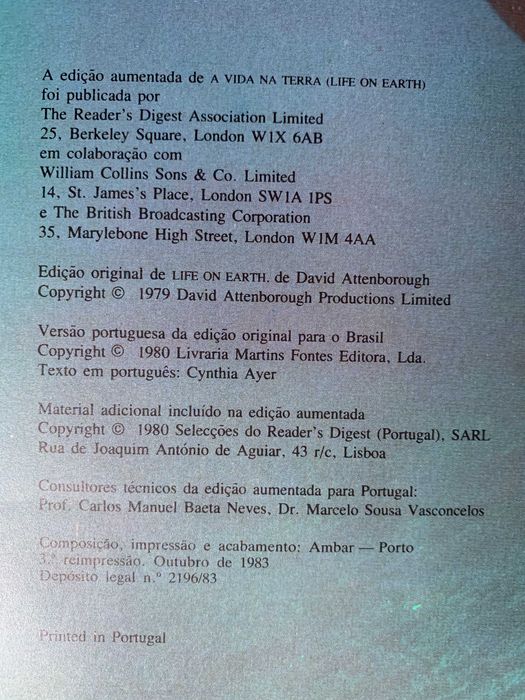 A edição aumentada de A VIDA NA TERRA (LIFE ON EARTH)
foi publicada por
The Reader's Digest Association Limited
25, Berkeley Square, London W1X 6AB
em colaboração com
William Collins Sons & Co. Limited
14, St. James's Place, London SW1A 1PS
e The British Broadcasting Corporation
35, Marylebone High Street, London W1M 4AA
Edição original de LIFE ON EARTH, de David Attenborough
Copyright © 1979 David Attenborough Productions Limited
Versão portuguesa da edição original para o Brasil
Copyright © 1980 Livraria Martins Fontes Editora, Lda.
Texto em português: Cynthia Ayer
Material adicional incluído na edição aumentada
Copyright © 1980 Selecções do Reader's Digest (Portugal), SARL
Rua de Joaquim António de Aguiar, 43 r/c, Lisboa
Consultores técnicos da edição aumentada para Portugal:
Prof. Carlos Manuel Baeta Neves, Dr. Marcelo Sousa Vasconcelos
Composição, impressão e acabamento: Ambar — Porto
3.ª reimpressão. Outubro de 1983
Depósito legal n.º 2196/83
Printed in Portugal